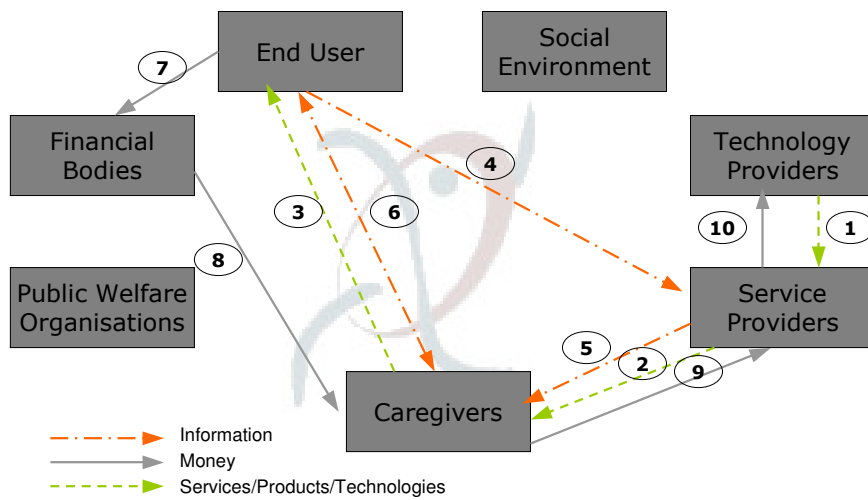 End User
Social
Environment
7
Financial
Bodies
Technology
Providers
4
3
6
10
1
8
Public Welfare
Organisations
Service
Providers
5
2
9
Caregivers
Information
Money
Services/Products/Technologies